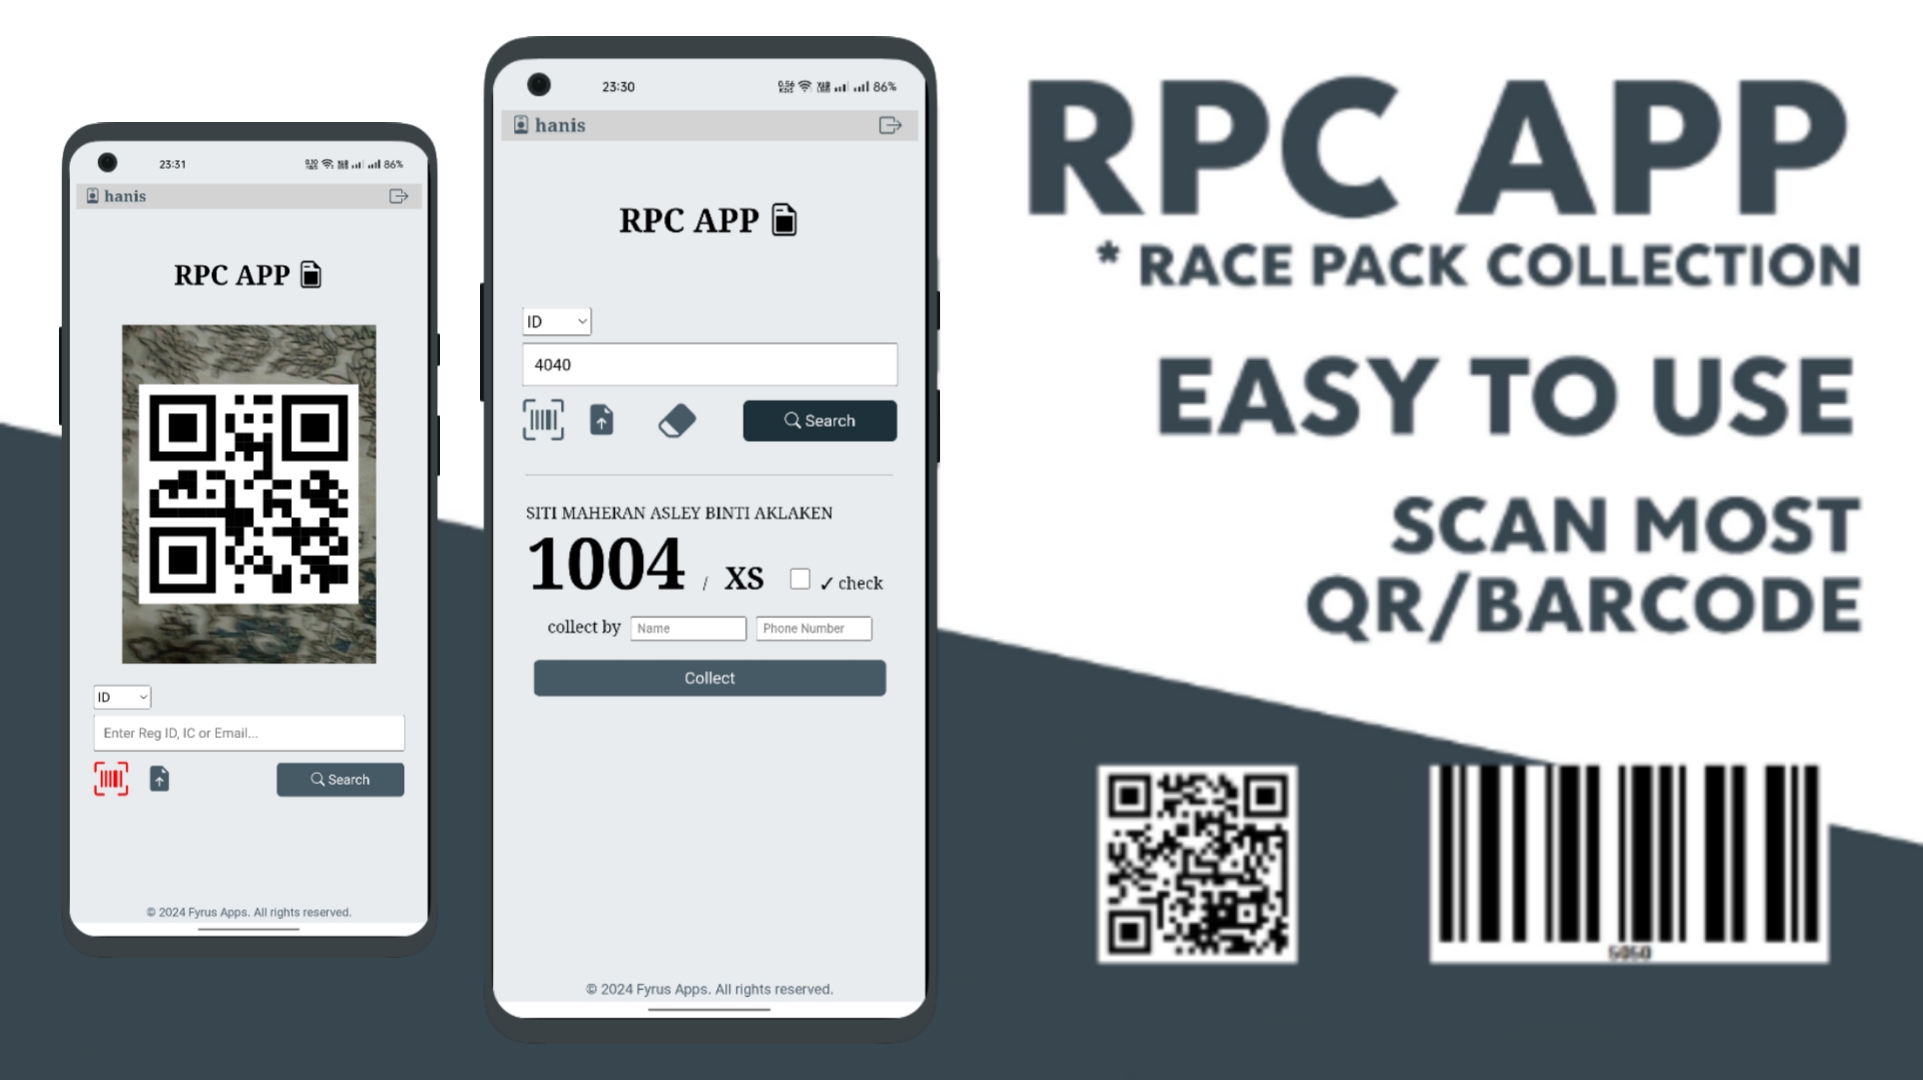 23:31
86%
hanis
RPC APP
ID
Enter Reg ID, IC or Email...
Search
© 2024 Fyrus Apps. All rights reserved.
23:30
86%
hanis
RPC APP
ID
4040
Search
SITI MAHERAN ASLEY BINTI AKLAKEN
1004 / XS ✓ check
collect by Name Phone Number
Collect
© 2024 Fyrus Apps. All rights reserved.
RPC APP
* RACE PACK COLLECTION
EASY TO USE
SCAN MOST
QR/BARCODE
5050